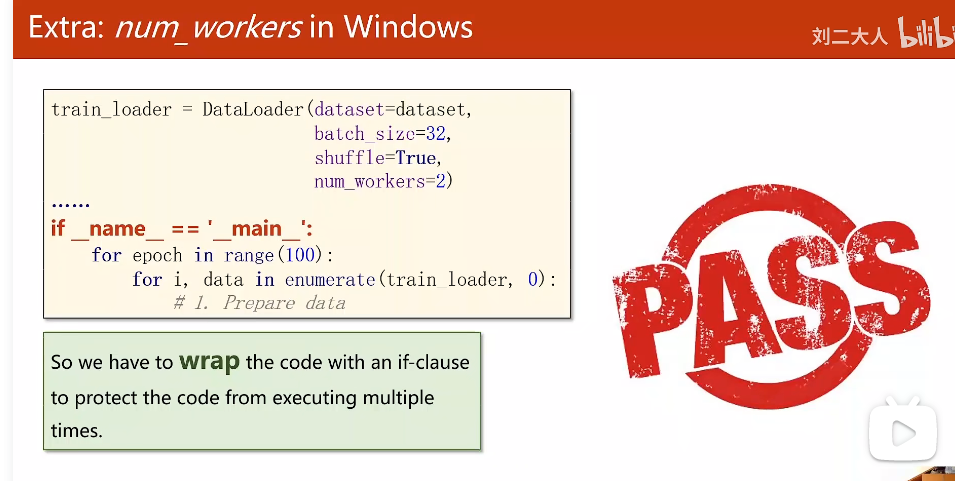 Extra: num_workers in Windows
刘二大人 bilibi
train_loader = DataLoader(dataset=dataset,
batch_size=32,
shuffle=True,
num_workers=2)
......
if __name__ == '__main__':
for epoch in range(100):
for i, data in enumerate(train_loader, 0):
# 1. Prepare data
PASS
So we have to wrap the code with an if-clause
to protect the code from executing multiple
times.